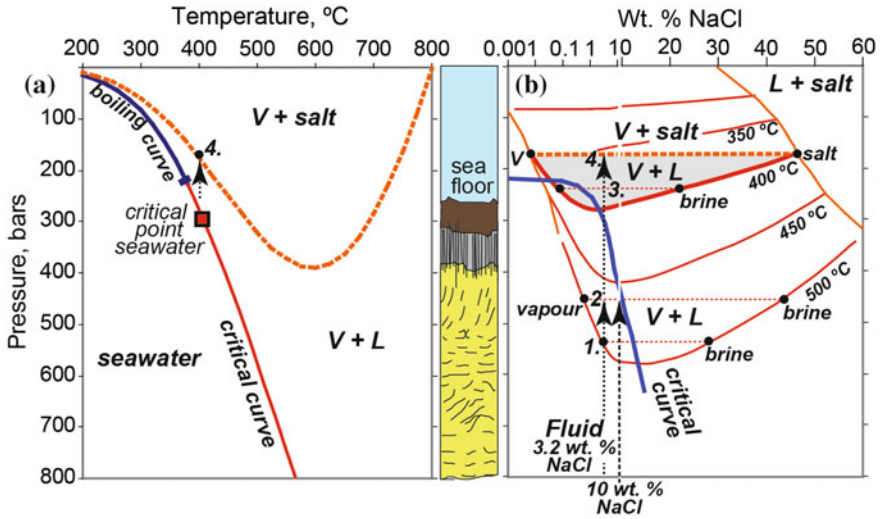 Temperature, ºC
200 300 400 500 600 700 800
Pressure, bars
100
200
300
400
500
600
700
800
(a)
boiling curve
V + salt
4.
critical
point
seawater
critical curve
seawater
V + L
sea
floor
Wt. % NaCl
0.001 0.1 1 10 20 30 40 50 60
(b)
L + salt
350 ºC
V + salt
V
4.
salt
V + L
400 ºC
3.
brine
450 ºC
500 ºC
2
vapour
V + L
brine
1.
brine
critical
curve
Fluid
3.2 wt. %
NaCl
10 wt. %
NaCl